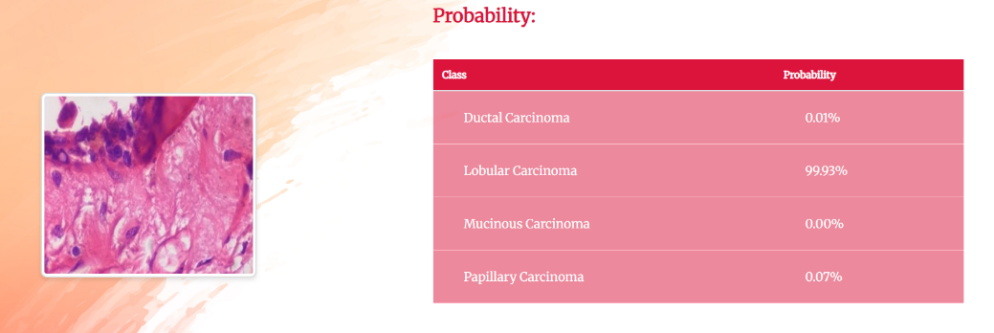 Probability:
Class Probability
Ductal Carcinoma 0.01%
Lobular Carcinoma 99.93%
Mucinous Carcinoma 0.00%
Papillary Carcinoma 0.07%